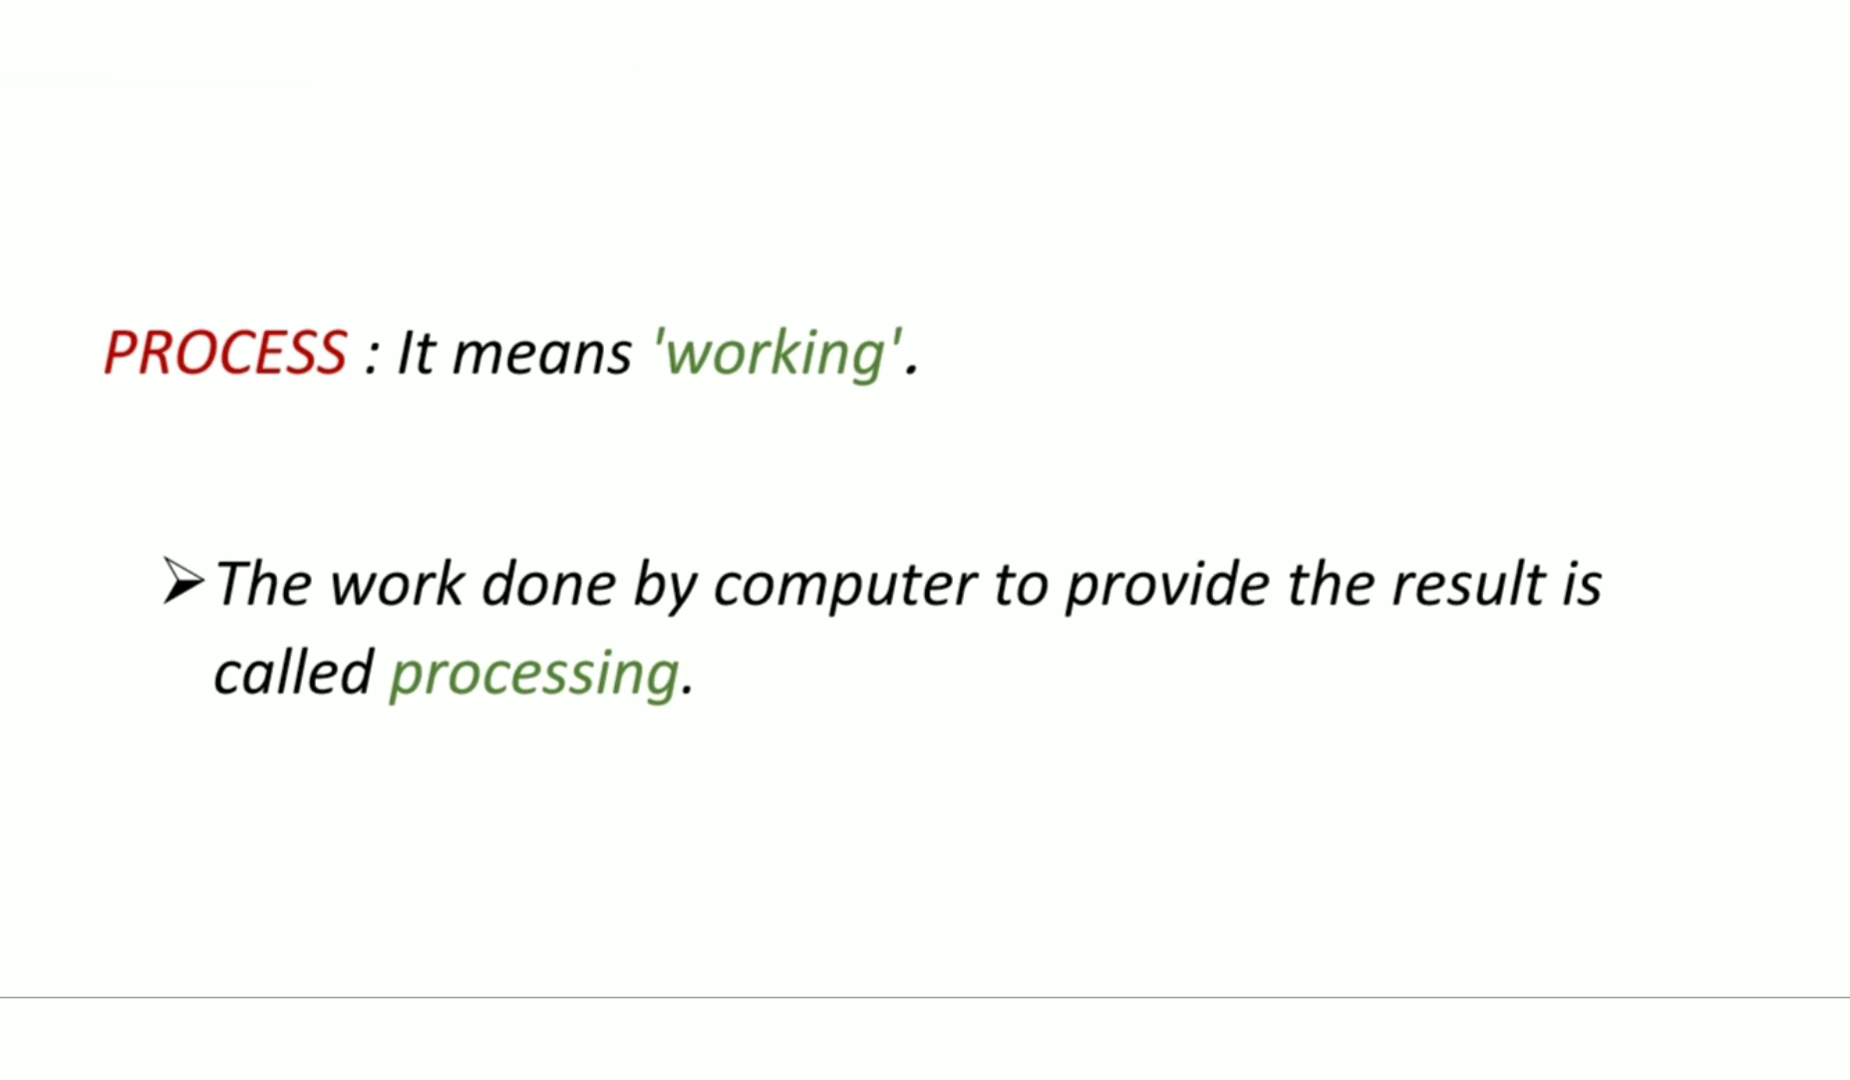 PROCESS : It means 'working'.
➢The work done by computer to provide the result is
called processing.